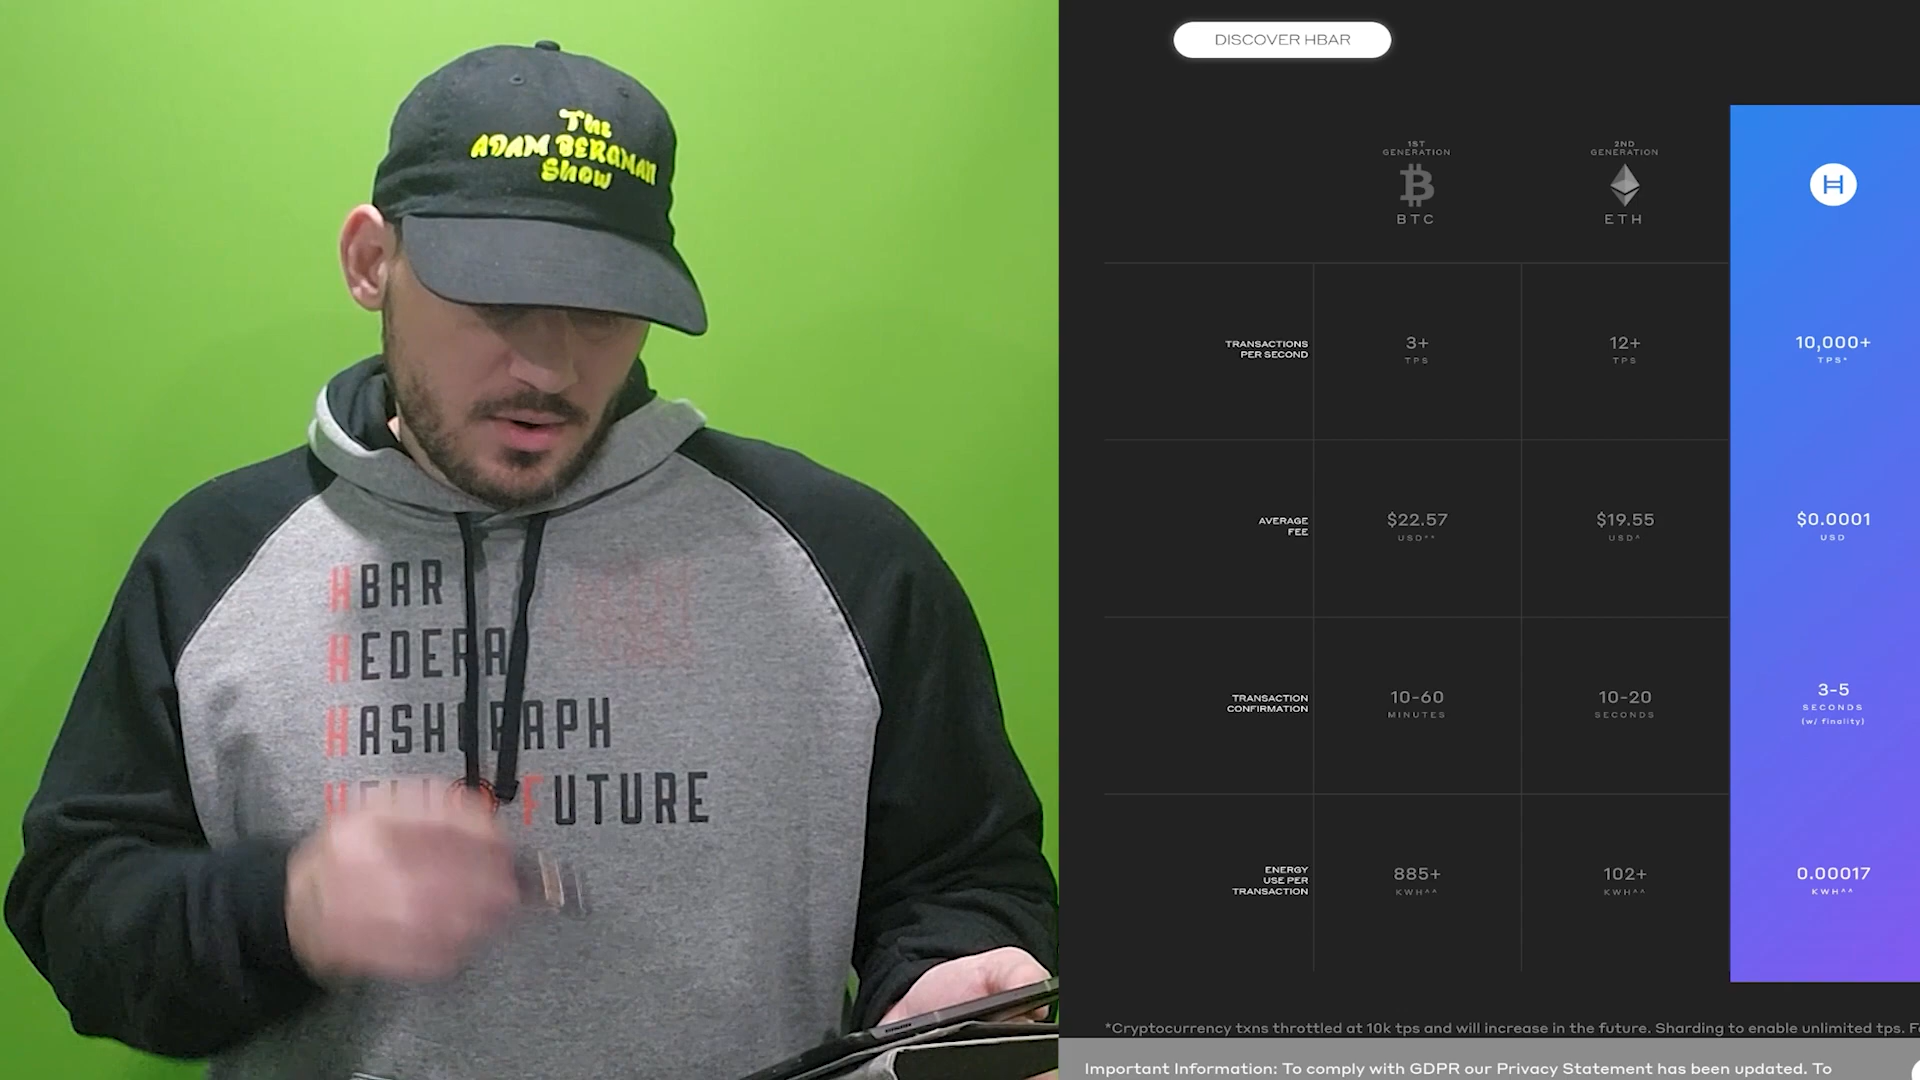 The
ADAM BERGMAN
Show
HBAR
HEDERA
HASHGRAPH
HELLO FUTURE
DISCOVER HBAR
1ST
GENERATION
BTC
2ND
GENERATION
ETH
TRANSACTIONS
PER SECOND
3+
TPS
12+
TPS
10,000+
TPS*
AVERAGE
FEE
$22.57
USD**
$19.55
USD^
$0.0001
USD
TRANSACTION
CONFIRMATION
10-60
MINUTES
10-20
SECONDS
3-5
SECONDS
(w/ finality)
ENERGY
USE PER
TRANSACTION
885+
KWH^^
102+
KWH^^
0.00017
KWH^^
*Cryptocurrency txns throttled at 10k tps and will increase in the future. Sharding to enable unlimited tps.
Important Information: To comply with GDPR our Privacy Statement has been updated. To